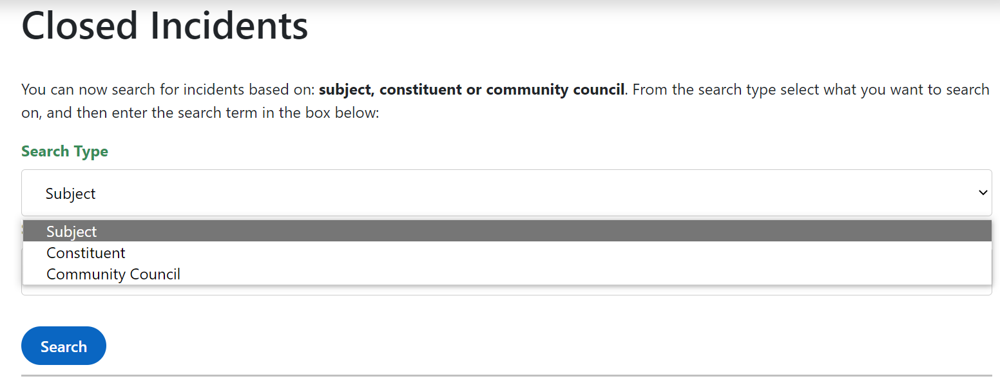 Closed Incidents
You can now search for incidents based on: subject, constituent or community council. From the search type select what you want to search
on, and then enter the search term in the box below:
Search Type
Subject
Subject
Constituent
Community Council
Search